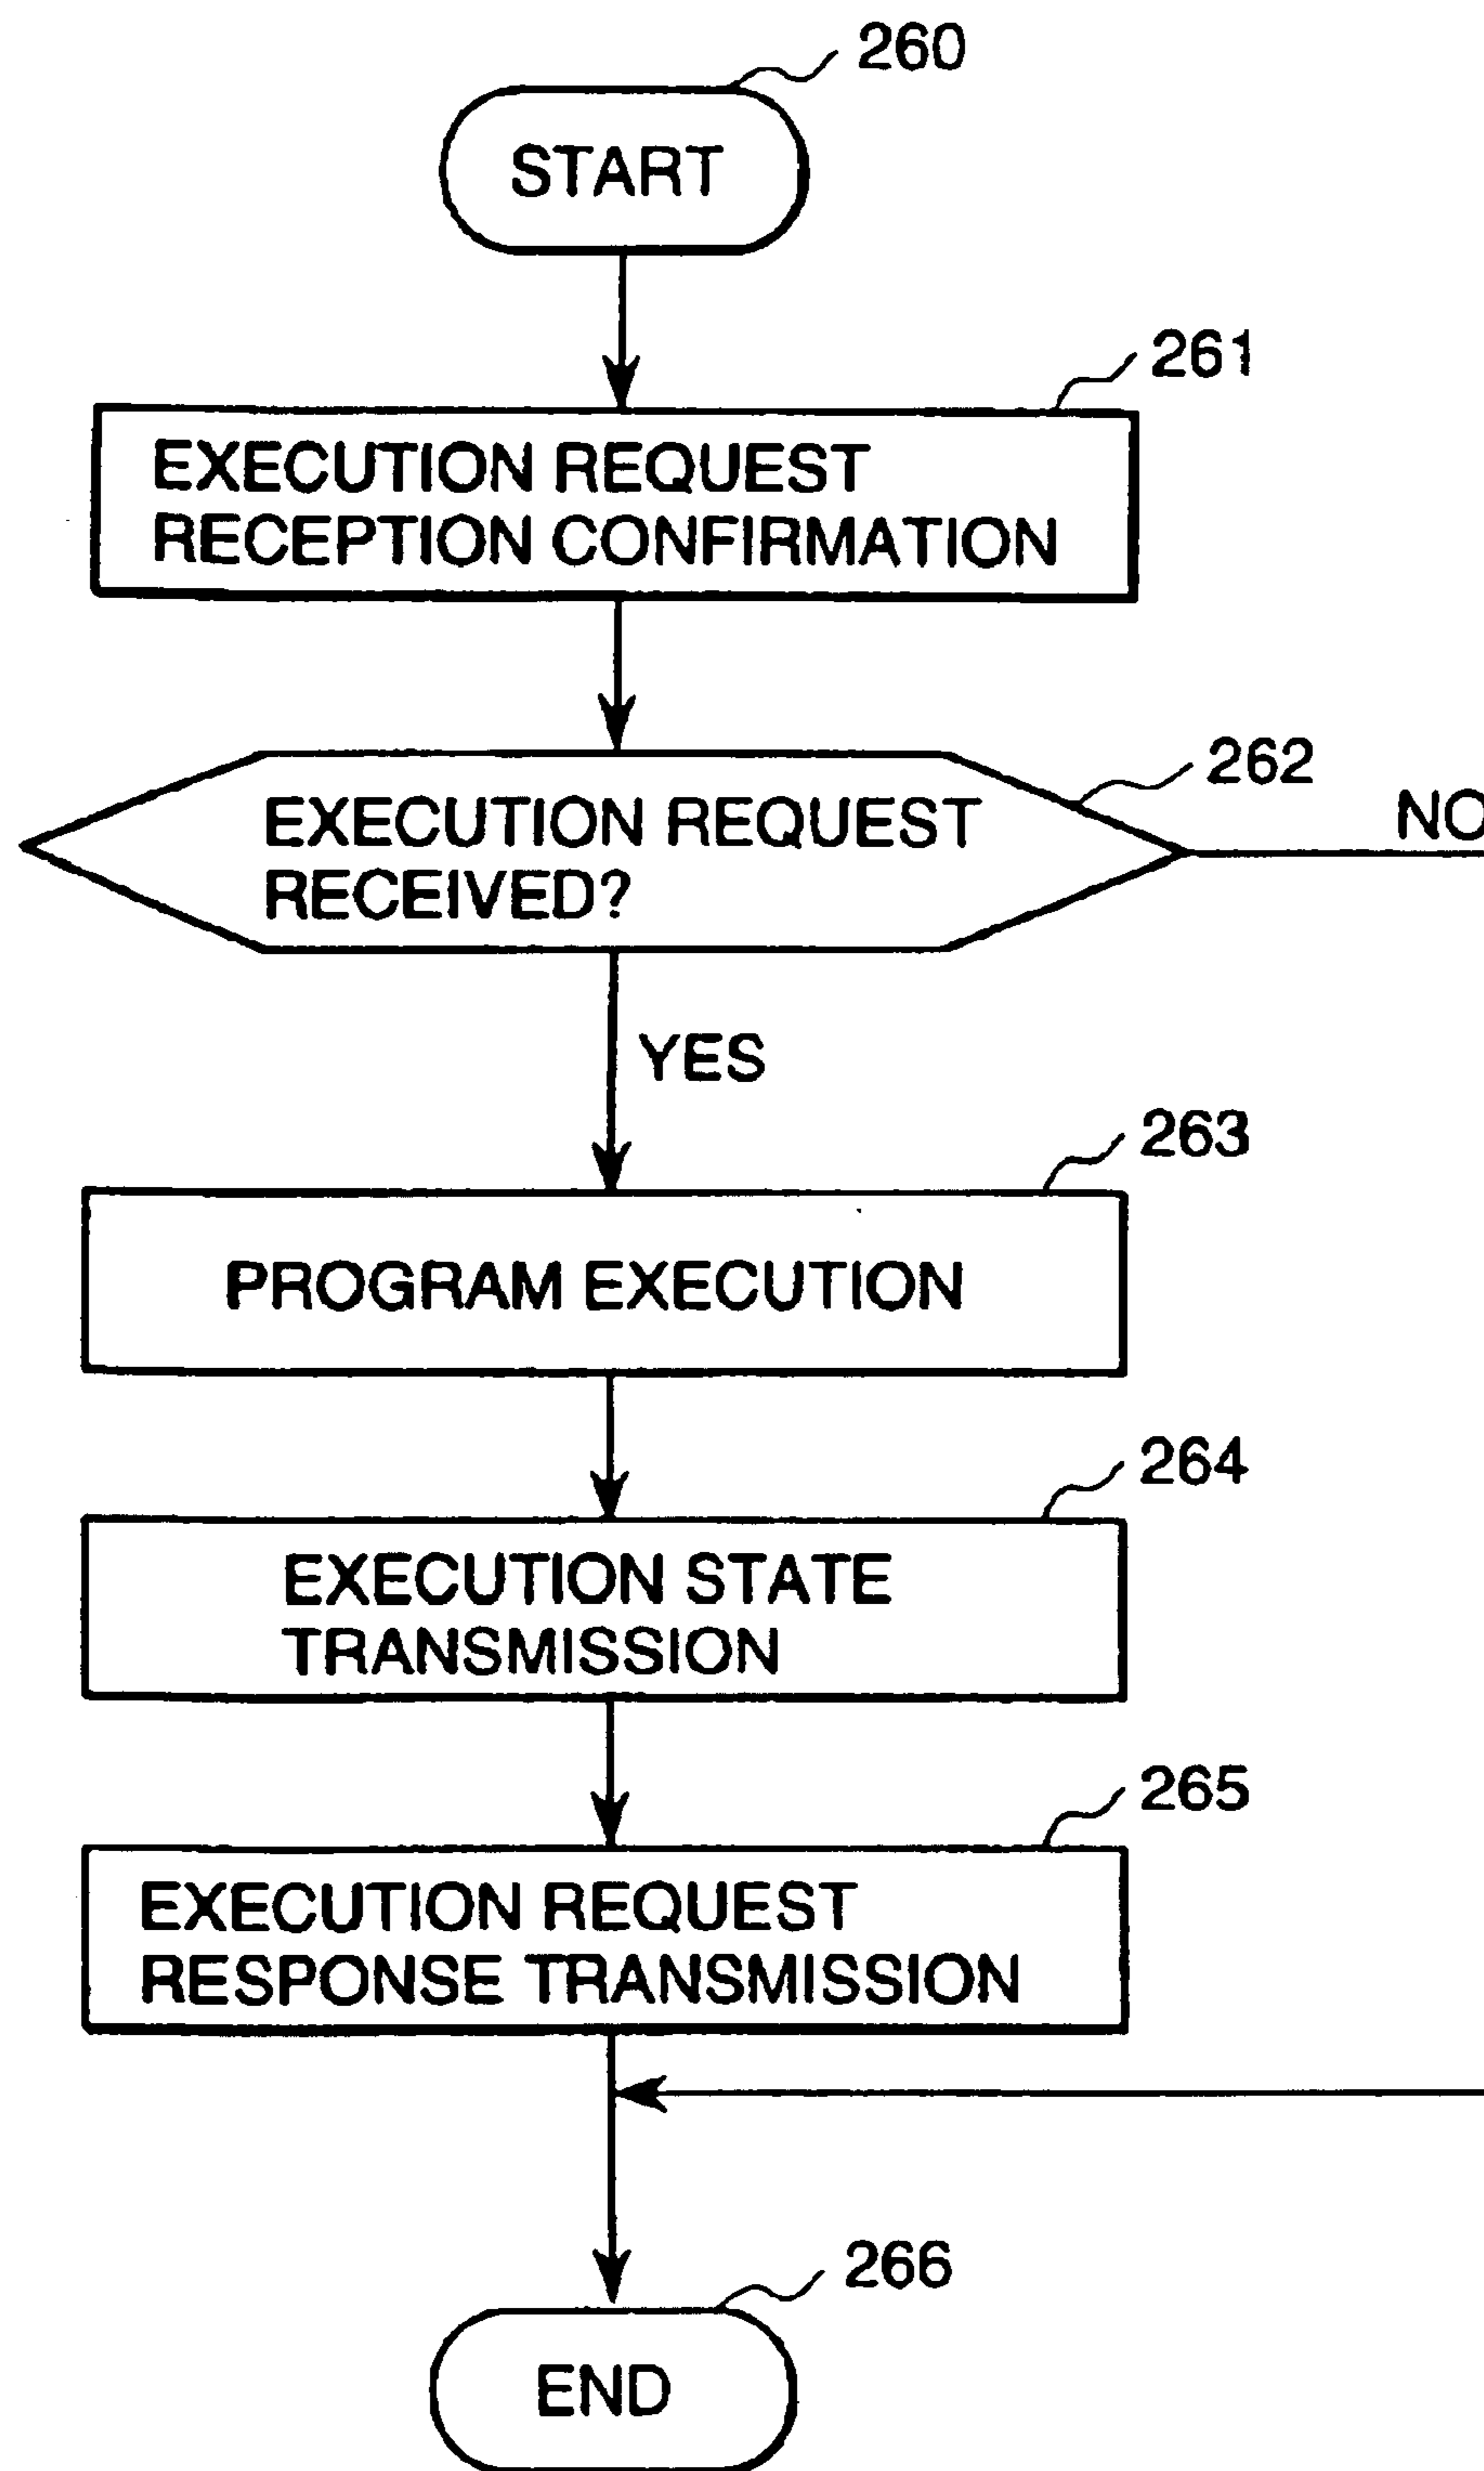 260
START
261
EXECUTION REQUEST
RECEPTION CONFIRMATION
262
EXECUTION REQUEST
RECEIVED?
NO
YES
263
PROGRAM EXECUTION
264
EXECUTION STATE
TRANSMISSION
265
EXECUTION REQUEST
RESPONSE TRANSMISSION
266
END